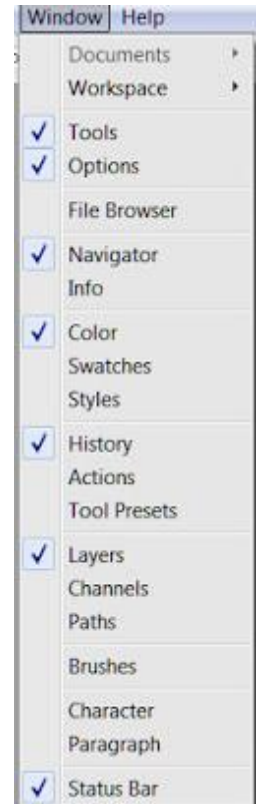 Window Help
Documents
Workspace
Tools
Options
File Browser
Navigator
Info
Color
Swatches
Styles
History
Actions
Tool Presets
Layers
Channels
Paths
Brushes
Character
Paragraph
Status Bar